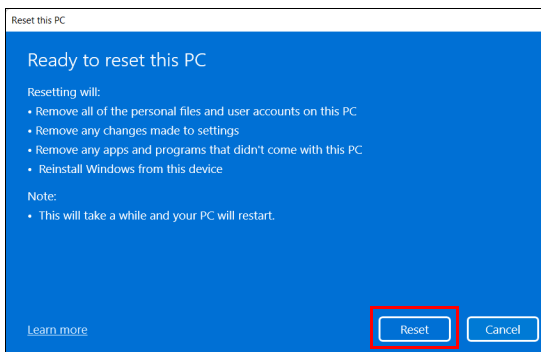 Reset this PC
Ready to reset this PC
Resetting will:
• Remove all of the personal files and user accounts on this PC
• Remove any changes made to settings
• Remove any apps and programs that didn't come with this PC
• Reinstall Windows from this device
Note:
• This will take a while and your PC will restart.
Learn more
Reset
Cancel